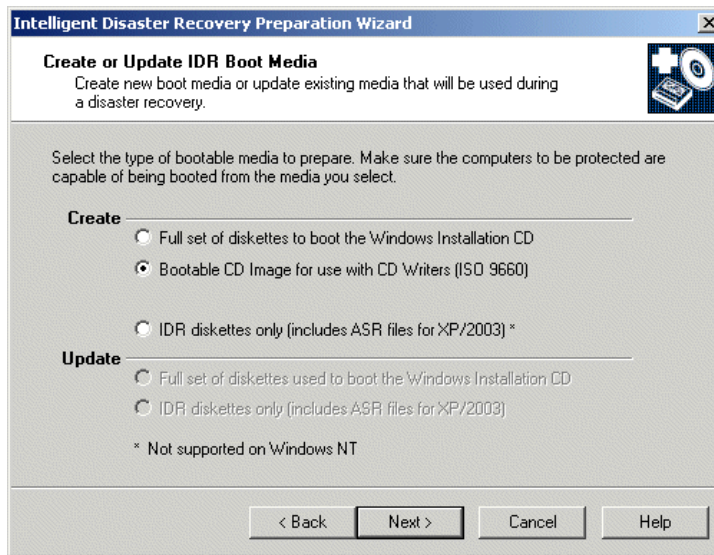 Intelligent Disaster Recovery Preparation Wizard
Create or Update IDR Boot Media
Create new boot media or update existing media that will be used during
a disaster recovery.
Select the type of bootable media to prepare. Make sure the computers to be protected are
capable of being booted from the media you select.
Create
Full set of diskettes to boot the Windows Installation CD
Bootable CD Image for use with CD Writers (ISO 9660)
IDR diskettes only (includes ASR files for XP/2003) *
Update
Full set of diskettes used to boot the Windows Installation CD
IDR diskettes only (includes ASR files for XP/2003)
* Not supported on Windows NT
< Back Next > Cancel Help